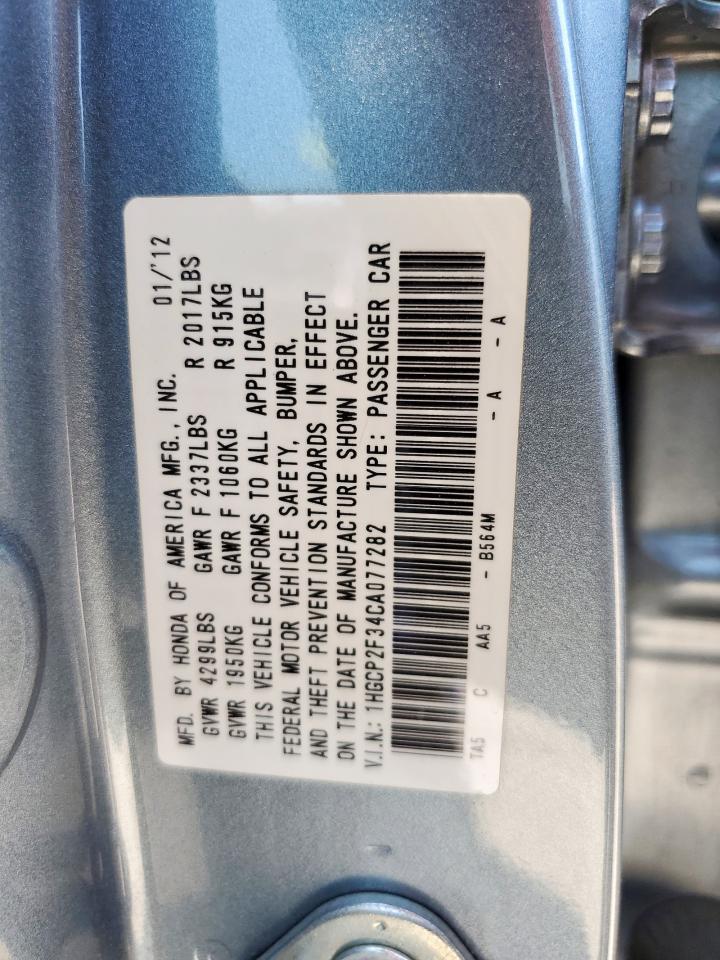 MFD. BY HONDA OF AMERICA MFG., INC. 01/'12
GVWR 4299LBS GAWR F 2337LBS R 2017LBS
GVWR 1950KG GAWR F 1060KG R 915KG
THIS VEHICLE CONFORMS TO ALL APPLICABLE
FEDERAL MOTOR VEHICLE SAFETY, BUMPER,
AND THEFT PREVENTION STANDARDS IN EFFECT
ON THE DATE OF MANUFACTURE SHOWN ABOVE.
V.I.N.: 1HGCP2F34CA077282 TYPE: PASSENGER CAR
TA5 C AA5 - B564M - A - A